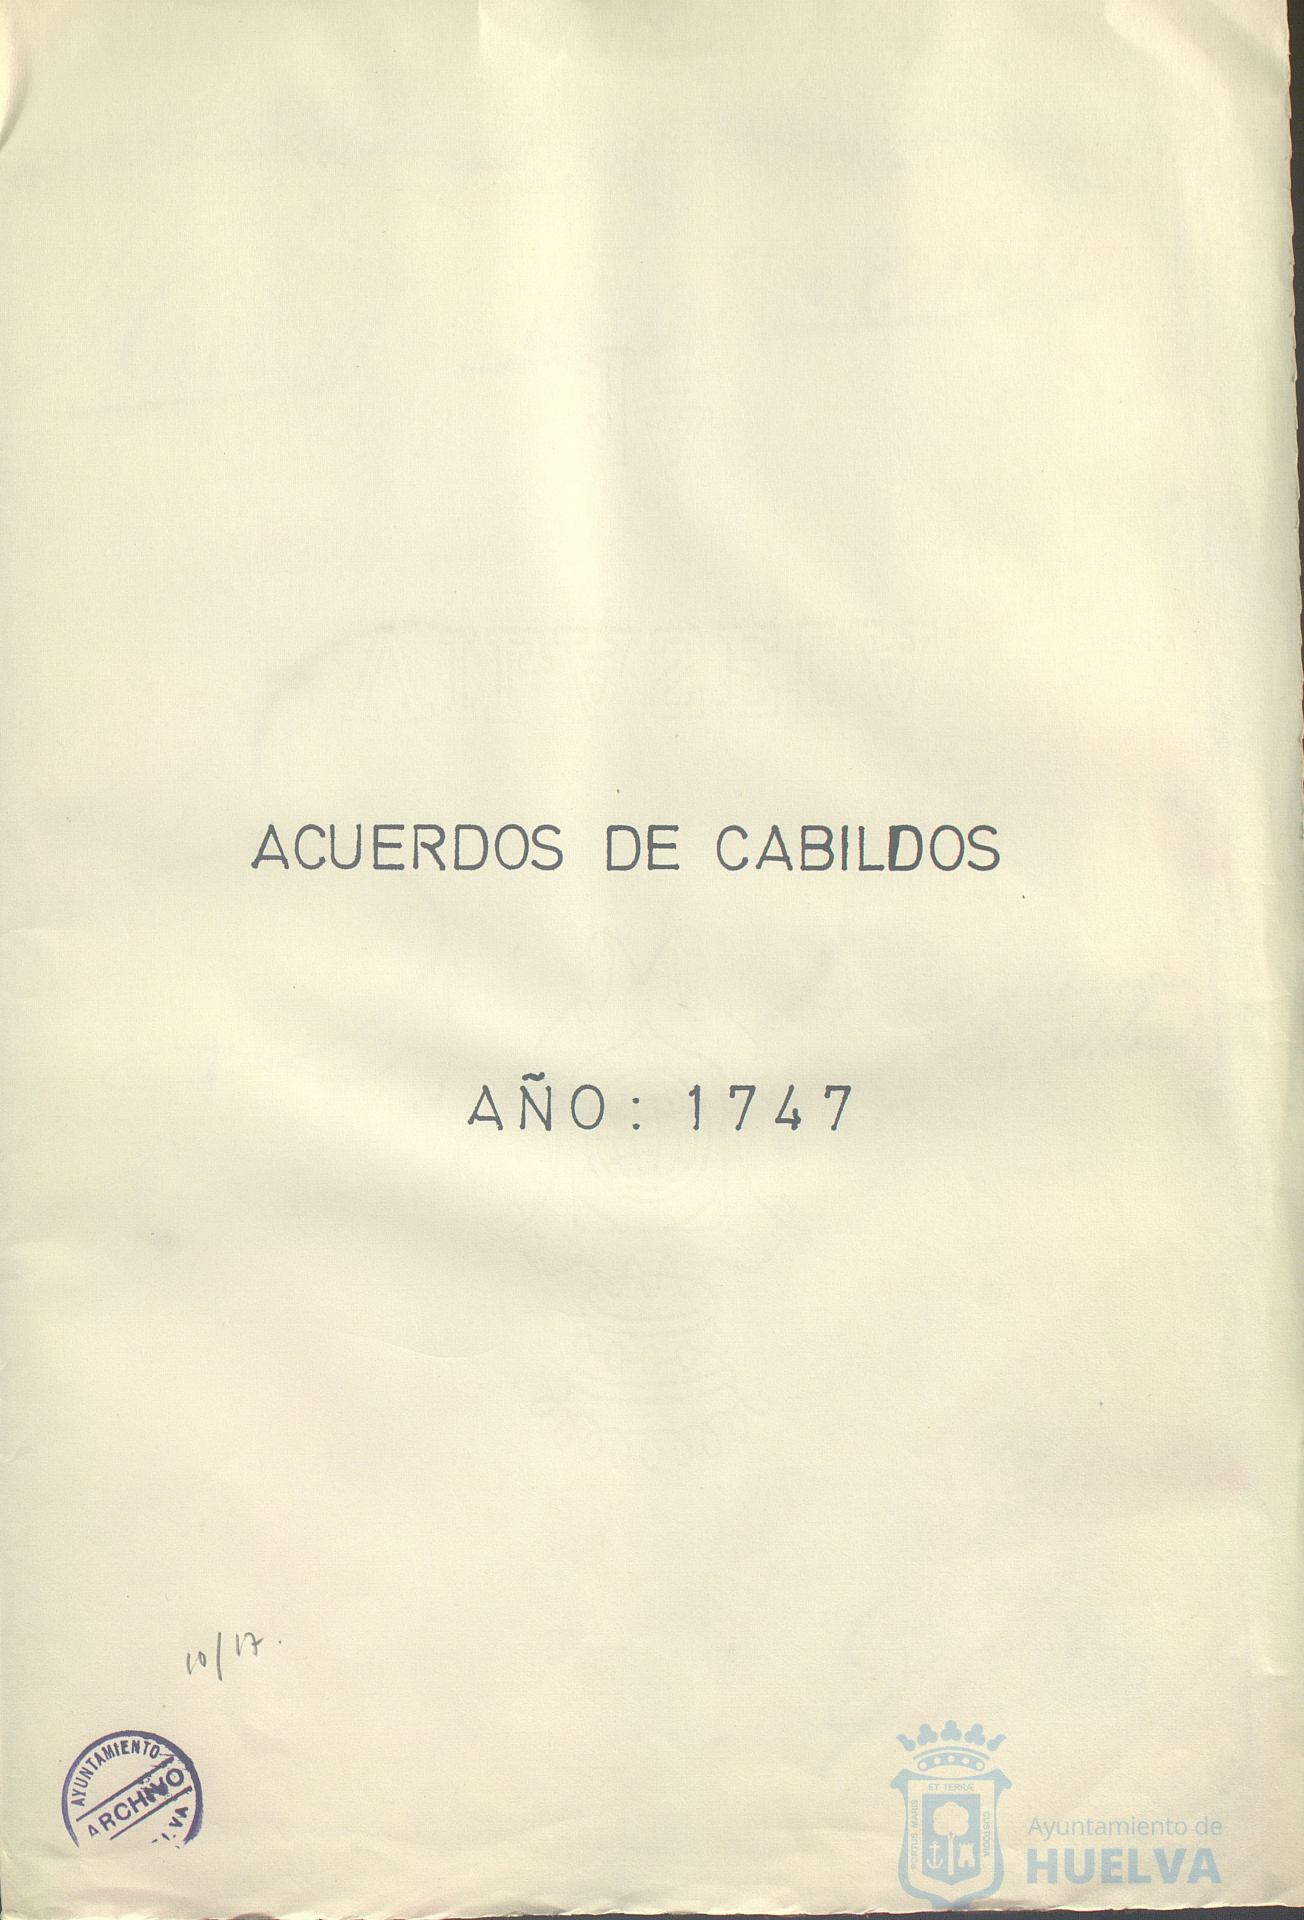 ACUERDOS DE CABILDOS
AÑO: 1747
10/17.
AYUNTAMIENTO
ARCHIVO
ET TERRÆ
PORTUS MARIS
CUSTODIA
Ayuntamiento de
HUELVA